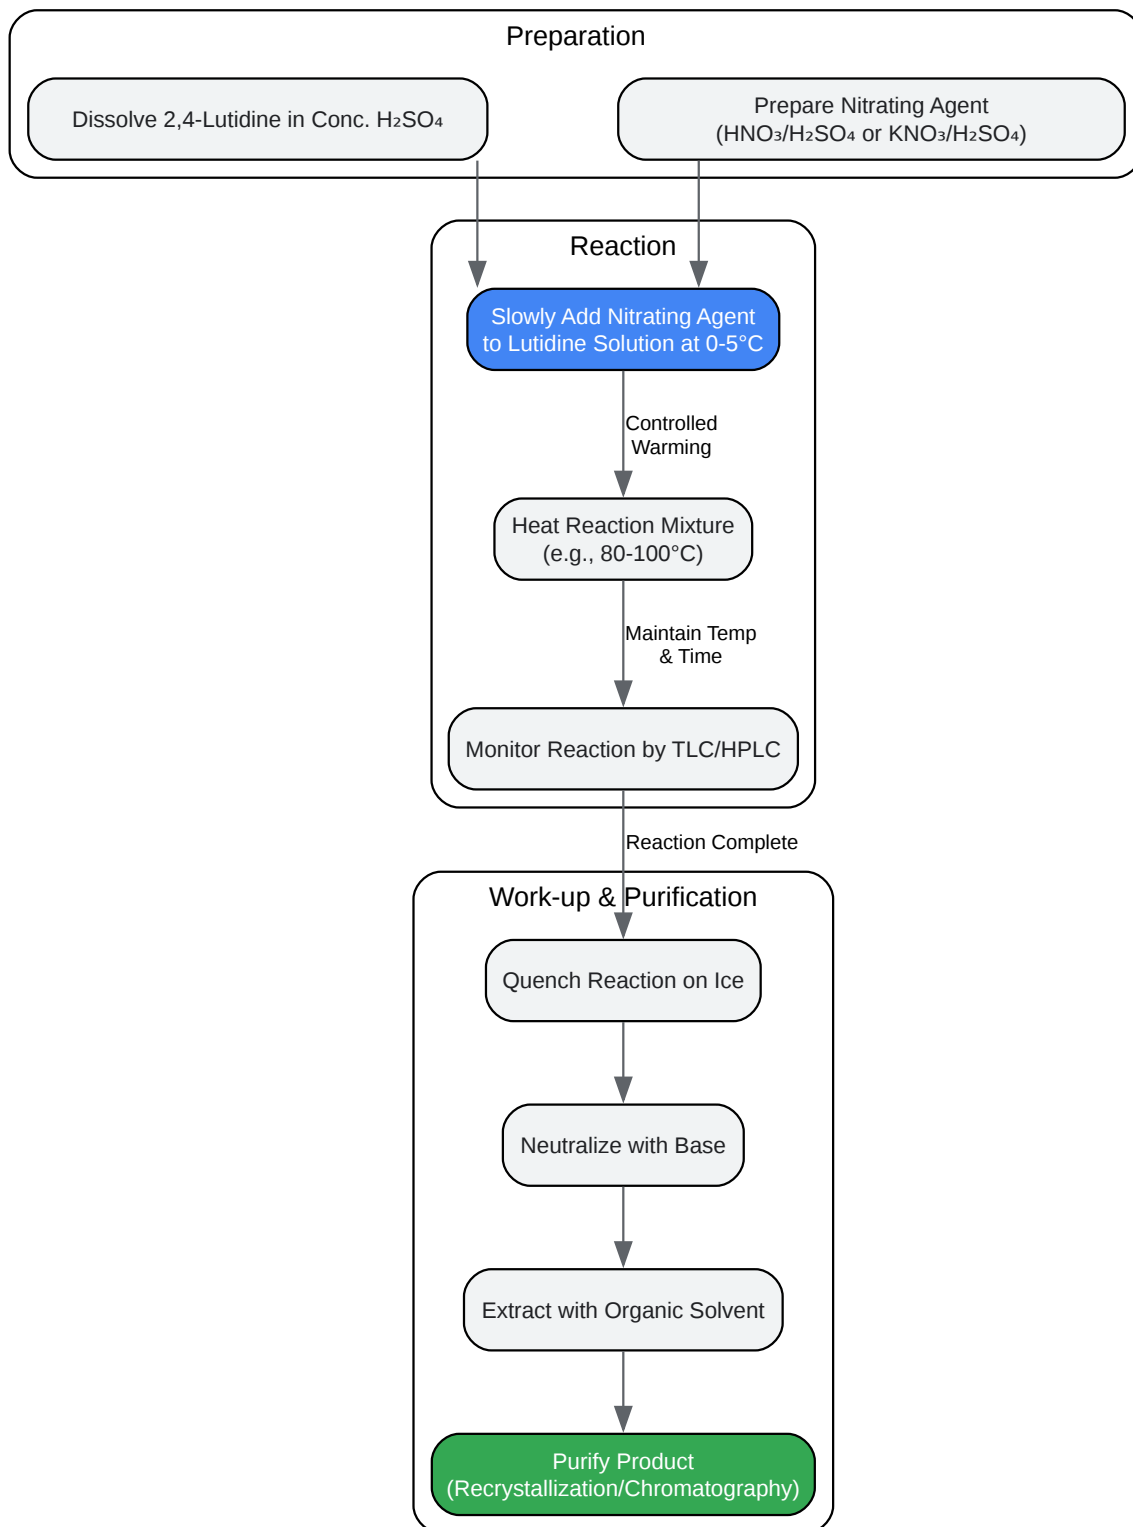 Preparation
Dissolve 2,4-Lutidine in Conc. H₂SO₄
Prepare Nitrating Agent
(HNO₃/H₂SO₄ or KNO₃/H₂SO₄)
Reaction
Slowly Add Nitrating Agent
to Lutidine Solution at 0-5°C
Controlled
Warming
Heat Reaction Mixture
(e.g., 80-100°C)
Maintain Temp
& Time
Monitor Reaction by TLC/HPLC
Reaction Complete
Work-up & Purification
Quench Reaction on Ice
Neutralize with Base
Extract with Organic Solvent
Purify Product
(Recrystallization/Chromatography)